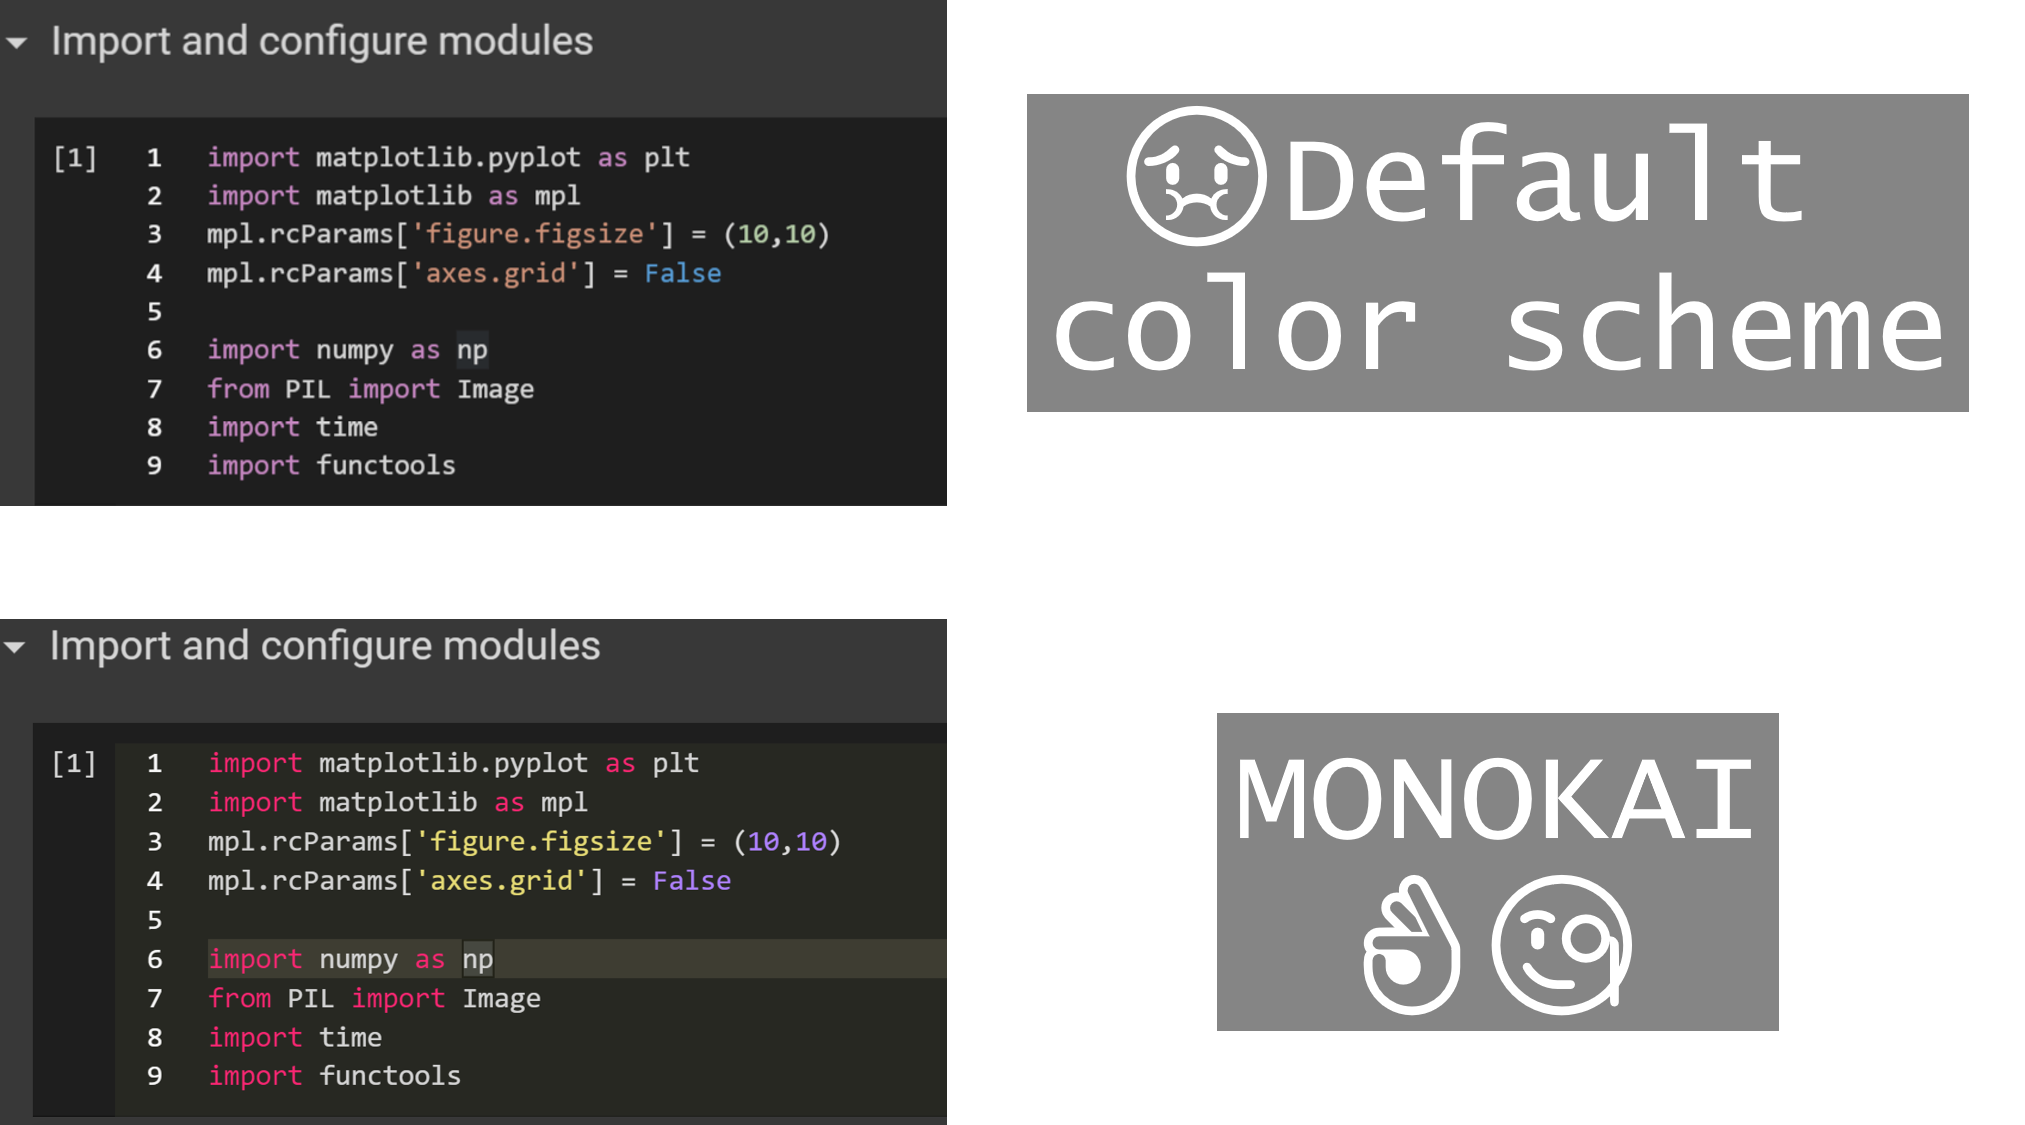 Import and configure modules
[1] 1 import matplotlib.pyplot as plt
2 import matplotlib as mpl
3 mpl.rcParams['figure.figsize'] = (10,10)
4 mpl.rcParams['axes.grid'] = False
5
6 import numpy as np
7 from PIL import Image
8 import time
9 import functools
🤢Default
color scheme
Import and configure modules
[1] 1 import matplotlib.pyplot as plt
2 import matplotlib as mpl
3 mpl.rcParams['figure.figsize'] = (10,10)
4 mpl.rcParams['axes.grid'] = False
5
6 import numpy as np
7 from PIL import Image
8 import time
9 import functools
MONOKAI
👌🧐